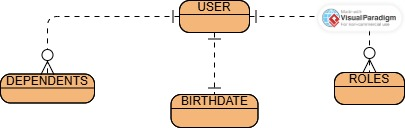 USER
Made with
Visual Paradigm
For non-commercial use
DEPENDENTS
ROLES
BIRTHDATE